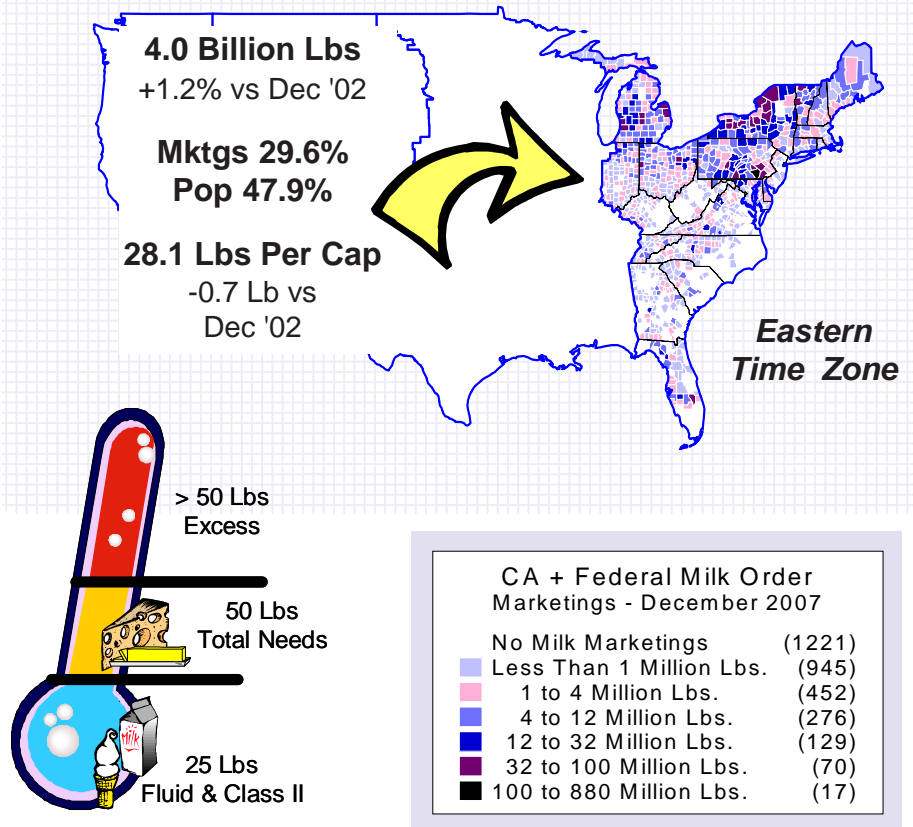 4.0 Billion Lbs
+1.2% vs Dec '02
Mktgs 29.6%
Pop 47.9%
28.1 Lbs Per Cap
-0.7 Lb vs
Dec '02
Eastern
Time Zone
> 50 Lbs
Excess
50 Lbs
Total Needs
Milk
25 Lbs
Fluid & Class II
CA + Federal Milk Order
Marketings - December 2007
No Milk Marketings (1221)
Less Than 1 Million Lbs. (945)
1 to 4 Million Lbs. (452)
4 to 12 Million Lbs. (276)
12 to 32 Million Lbs. (129)
32 to 100 Million Lbs. (70)
100 to 880 Million Lbs. (17)